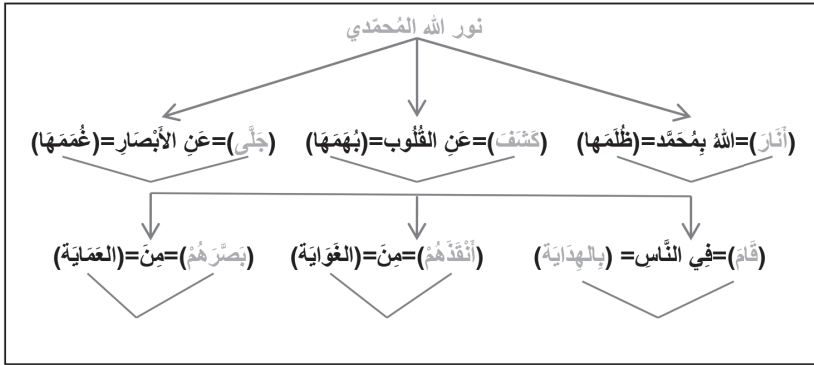 نور الله المُحمّدي
(أَنَارَ)=اللهُ بِمُحَمَّد=(ظُلَمَها) (كَشَفَ)=عَنِ القُلُوب=(بُهَمَهَا) (جَلَّى)=عَنِ الأَبْصَارِ=(غُمَمَهَا)
(قَامَ)=فِي النَّاسِ= (بِالهِدَايَة) (أَنْقَذَهُمْ)=مِنَ=(الغَوَايَة) (بَصَّرَهُمْ)=مِنَ=(العَمَايَة)